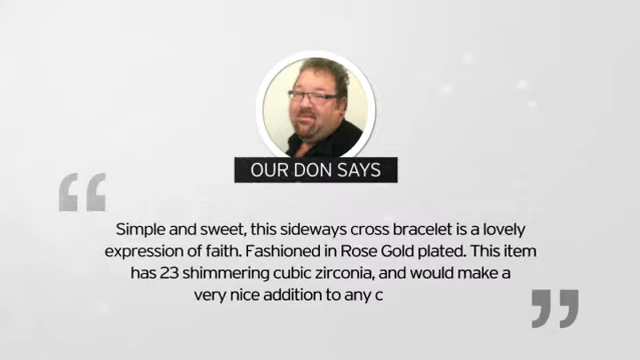 OUR DON SAYS
“
Simple and sweet, this sideways cross bracelet is a lovely
expression of faith. Fashioned in Rose Gold plated. This item
has 23 shimmering cubic zirconia, and would make a
very nice addition to any c
”